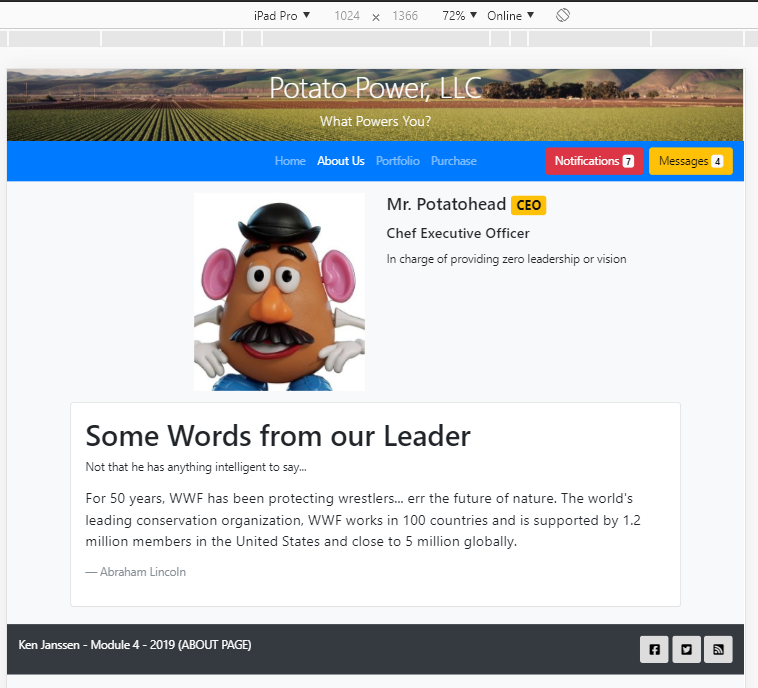 iPad Pro ▼ 1024 × 1366 72% ▼ Online ▼
Potato Power, LLC
What Powers You?
Home About Us Portfolio Purchase Notifications 7 Messages 4
Mr. Potatohead CEO
Chef Executive Officer
In charge of providing zero leadership or vision
Some Words from our Leader
Not that he has anything intelligent to say...
For 50 years, WWF has been protecting wrestlers... err the future of nature. The world's
leading conservation organization, WWF works in 100 countries and is supported by 1.2
million members in the United States and close to 5 million globally.
— Abraham Lincoln
Ken Janssen - Module 4 - 2019 (ABOUT PAGE)